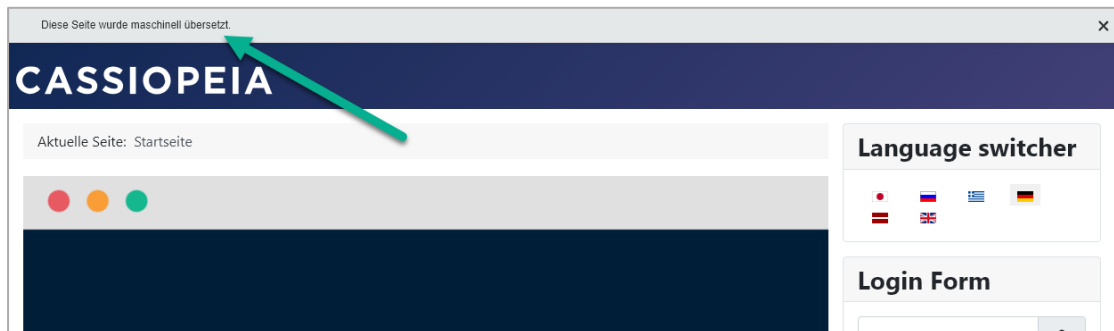 Diese Seite wurde maschinell übersetzt.
CASSIOPEIA
Aktuelle Seite: Startseite
Language switcher
Login Form